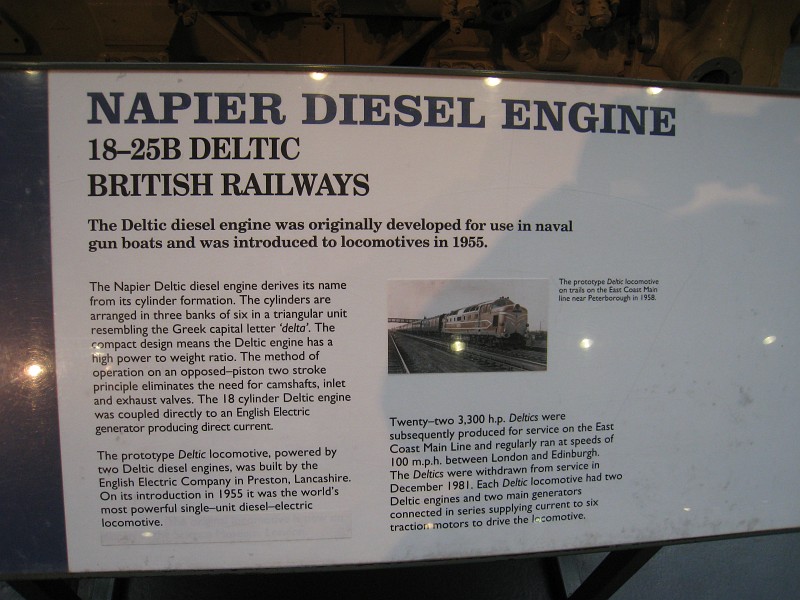 NAPIER DIESEL ENGINE
18–25B DELTIC
BRITISH RAILWAYS
The Deltic diesel engine was originally developed for use in naval
gun boats and was introduced to locomotives in 1955.
The Napier Deltic diesel engine derives its name
from its cylinder formation. The cylinders are
arranged in three banks of six in a triangular unit
resembling the Greek capital letter ‘delta’. The
compact design means the Deltic engine has a
high power to weight ratio. The method of
operation on an opposed–piston two stroke
principle eliminates the need for camshafts, inlet
and exhaust valves. The 18 cylinder Deltic engine
was coupled directly to an English Electric
generator producing direct current.
The prototype Deltic locomotive, powered by
two Deltic diesel engines, was built by the
English Electric Company in Preston, Lancashire.
On its introduction in 1955 it was the world’s
most powerful single–unit diesel–electric
locomotive.
The prototype Deltic locomotive
on trails on the East Coast Main
line near Peterborough in 1958.
Twenty–two 3,300 h.p. Deltics were
subsequently produced for service on the East
Coast Main Line and regularly ran at speeds of
100 m.p.h. between London and Edinburgh.
The Deltics were withdrawn from service in
December 1981. Each Deltic locomotive had two
Deltic engines and two main generators
connected in series supplying current to six
traction motors to drive the locomotive.